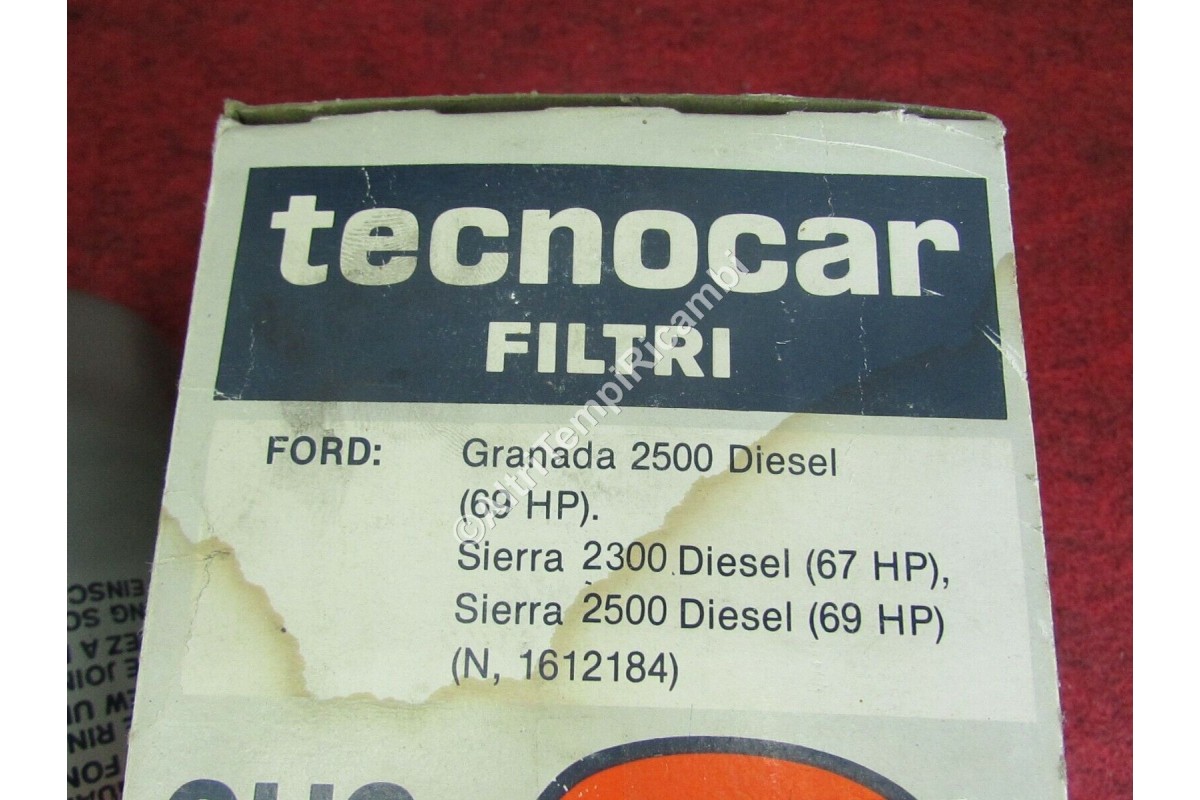 tecnocar
FILTRI
FORD: Granada 2500 Diesel
(69 HP).
Sierra 2300 Diesel (67 HP),
Sierra 2500 Diesel (69 HP)
(N, 1612184)
©AltriTempiRicambi